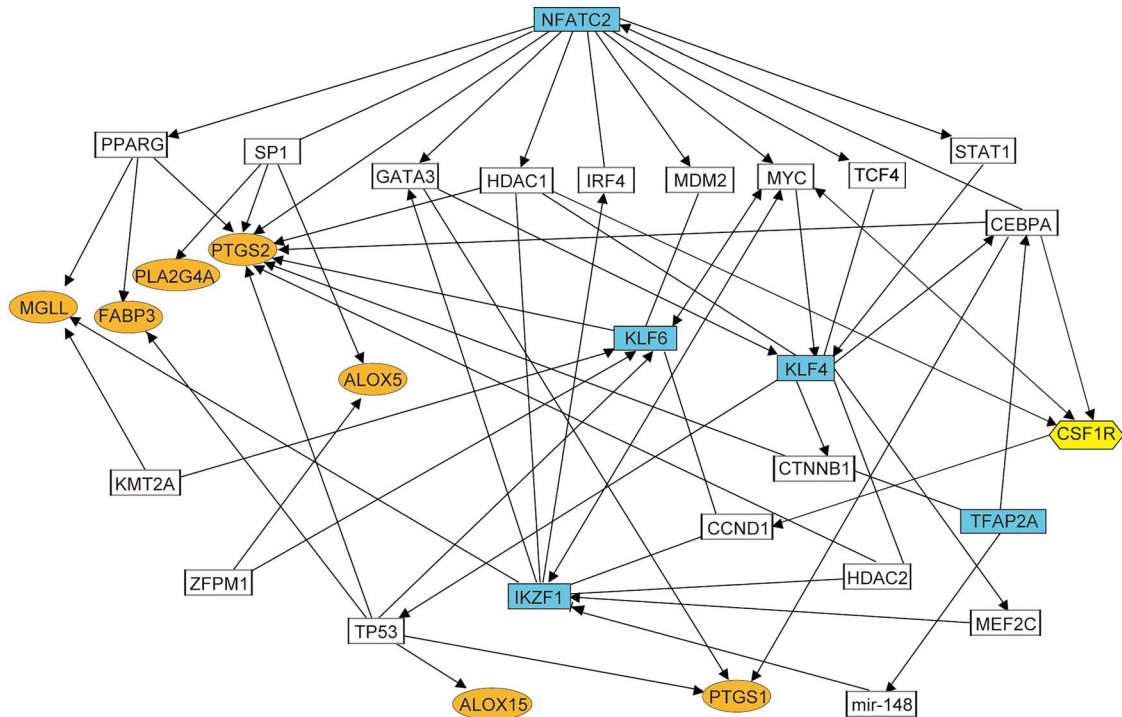 NFATC2
PPARG
SP1
STAT1
GATA3
HDAC1
IRF4
MDM2
MYC
TCF4
CEBPA
PTGS2
PLA2G4A
MGLL
FABP3
KLF6
KLF4
ALOX5
CSF1R
CTNNB1
KMT2A
CCND1
TFAP2A
ZFPM1
HDAC2
IKZF1
MEF2C
TP53
PTGS1
ALOX15
mir-148